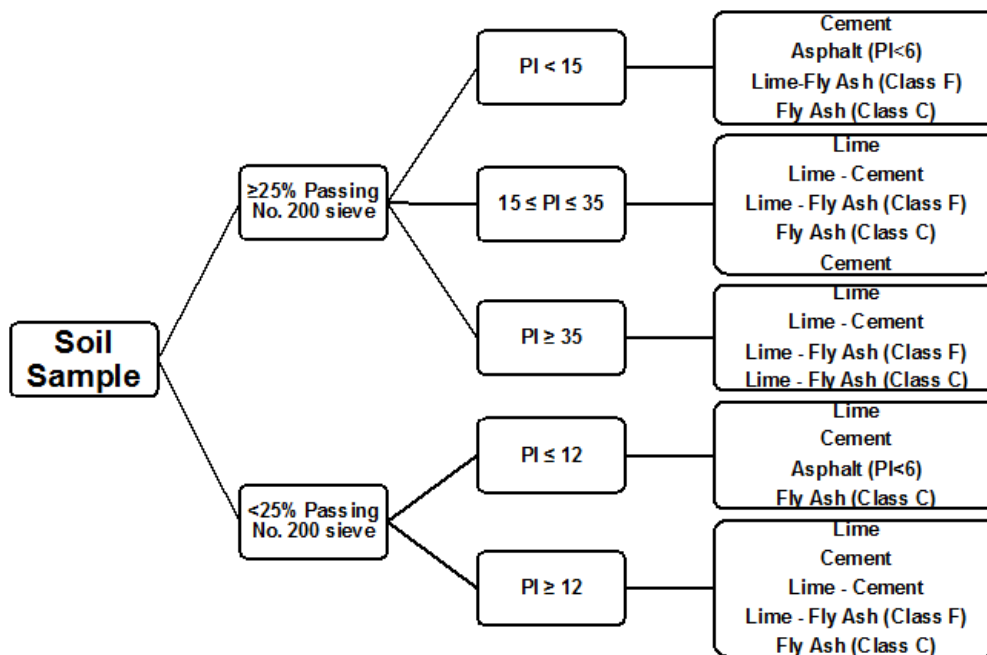 Soil
Sample
≥25% Passing
No. 200 sieve
PI < 15
Cement
Asphalt (PI<6)
Lime-Fly Ash (Class F)
Fly Ash (Class C)
15 ≤ PI ≤ 35
Lime
Lime - Cement
Lime - Fly Ash (Class F)
Fly Ash (Class C)
Cement
PI ≥ 35
Lime
Lime - Cement
Lime - Fly Ash (Class F)
Lime - Fly Ash (Class C)
<25% Passing
No. 200 sieve
PI ≤ 12
Lime
Cement
Asphalt (PI<6)
Fly Ash (Class C)
PI ≥ 12
Lime
Cement
Lime - Cement
Lime - Fly Ash (Class F)
Fly Ash (Class C)